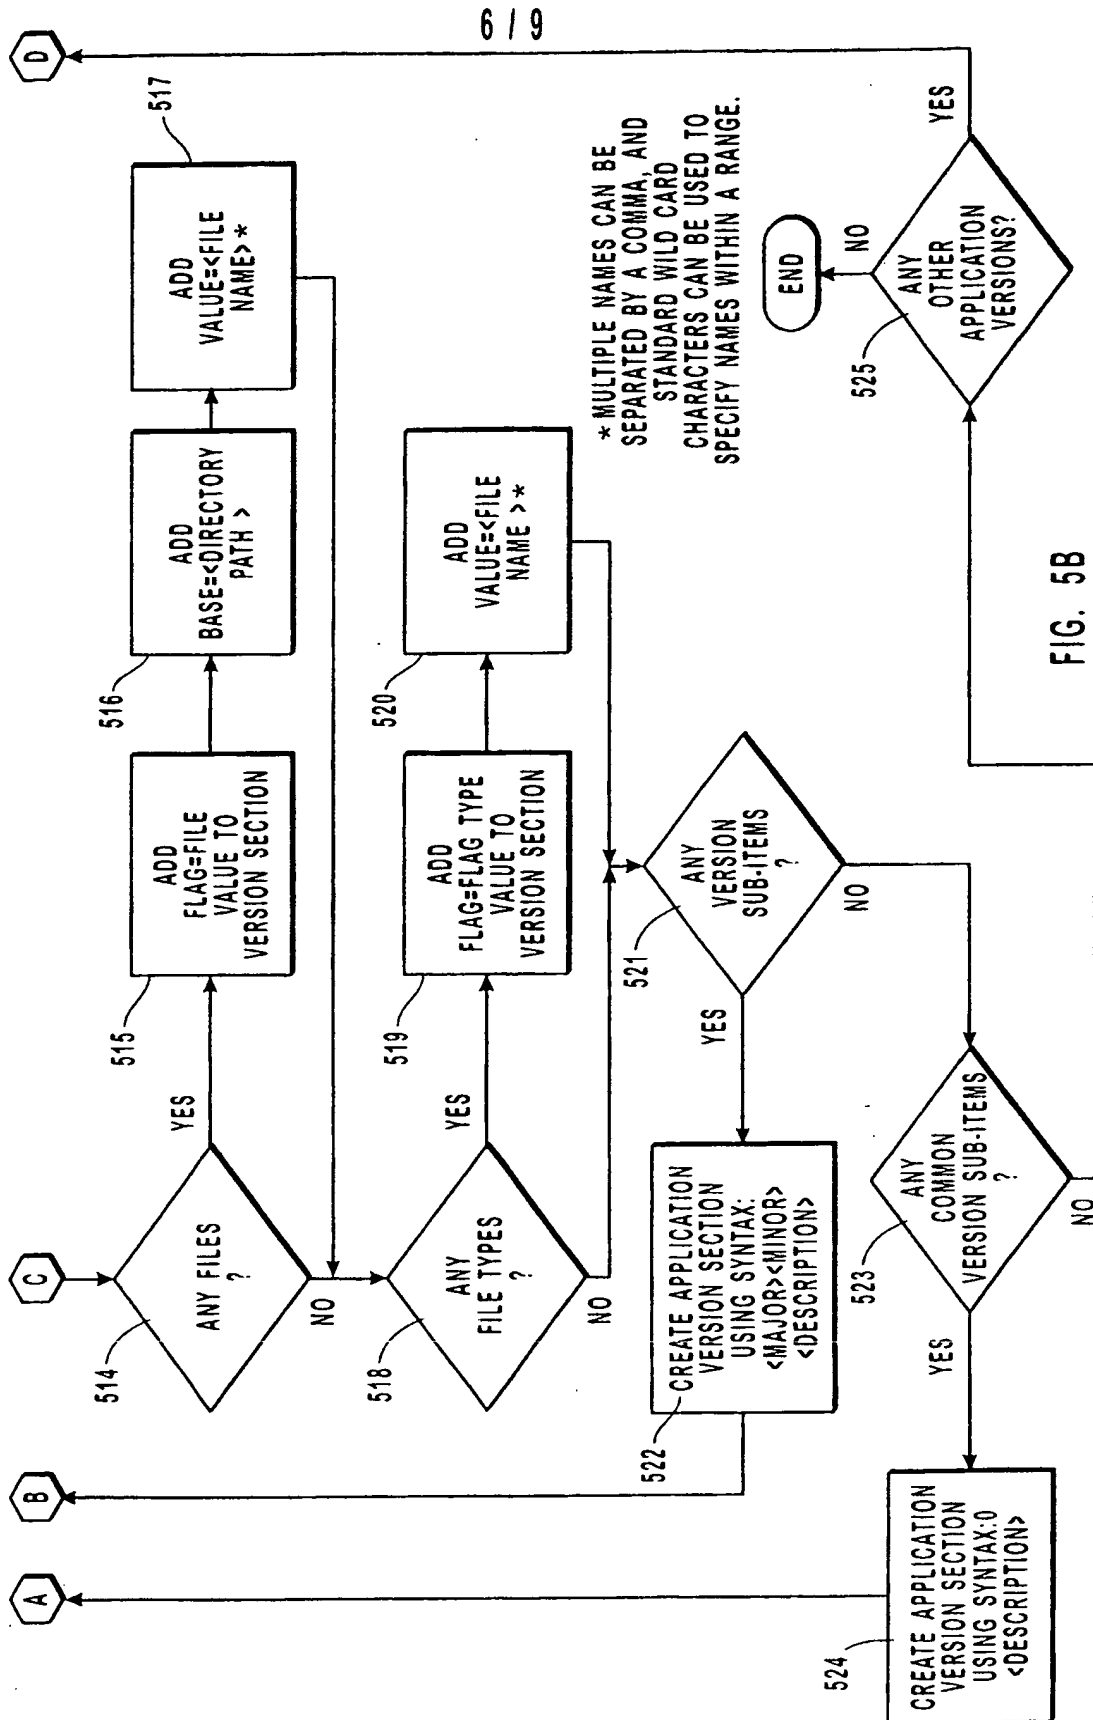 6 / 9
A
B
C
D
514
ANY FILES
?
YES
NO
515
ADD
FLAG=FILE
VALUE TO
VERSION SECTION
516
ADD
BASE=<DIRECTORY
PATH >
517
ADD
VALUE=<FILE
NAME>*
518
ANY
FILE TYPES
?
YES
NO
519
ADD
FLAG=FLAG TYPE
VALUE TO
VERSION SECTION
520
ADD
VALUE=<FILE
NAME >*
* MULTIPLE NAMES CAN BE
SEPARATED BY A COMMA, AND
STANDARD WILD CARD
CHARACTERS CAN BE USED TO
SPECIFY NAMES WITHIN A RANGE.
521
ANY
VERSION
SUB-ITEMS
?
YES
NO
522
CREATE APPLICATION
VERSION SECTION
USING SYNTAX:
<MAJOR><MINOR>
<DESCRIPTION>
523
ANY
COMMON
VERSION SUB-ITEMS
?
YES
NO
524
CREATE APPLICATION
VERSION SECTION
USING SYNTAX:0
<DESCRIPTION>
525
ANY
OTHER
APPLICATION
VERSIONS?
YES
NO
END
FIG. 5B